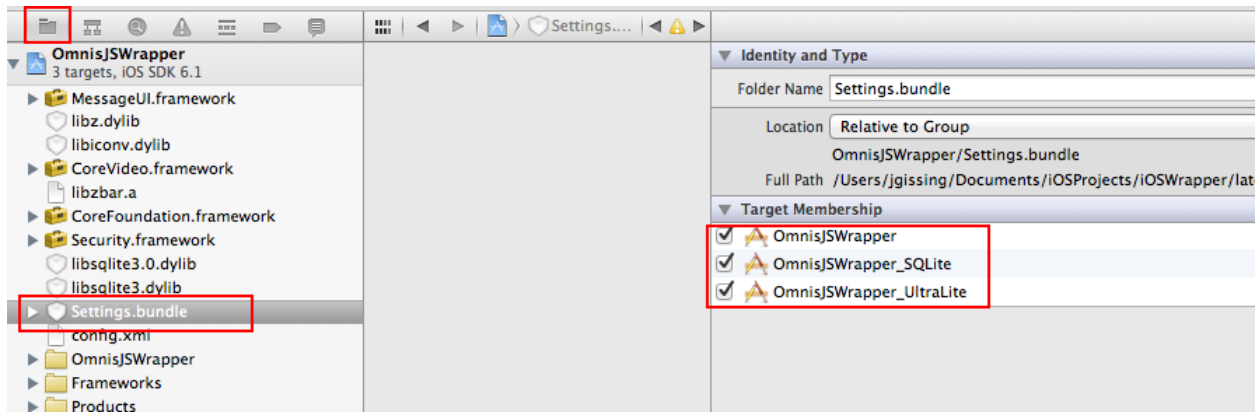 Settings....
OmnisJSWrapper
3 targets, iOS SDK 6.1
MessageUI.framework
libz.dylib
libiconv.dylib
CoreVideo.framework
libzbar.a
CoreFoundation.framework
Security.framework
libsqlite3.0.dylib
libsqlite3.dylib
Settings.bundle
config.xml
OmnisJSWrapper
Frameworks
Products
Identity and Type
Folder Name Settings.bundle
Location Relative to Group
OmnisJSWrapper/Settings.bundle
Full Path /Users/jgissing/Documents/iOSProjects/iOSWrapper/lat
Target Membership
OmnisJSWrapper
OmnisJSWrapper_SQLite
OmnisJSWrapper_UltraLite